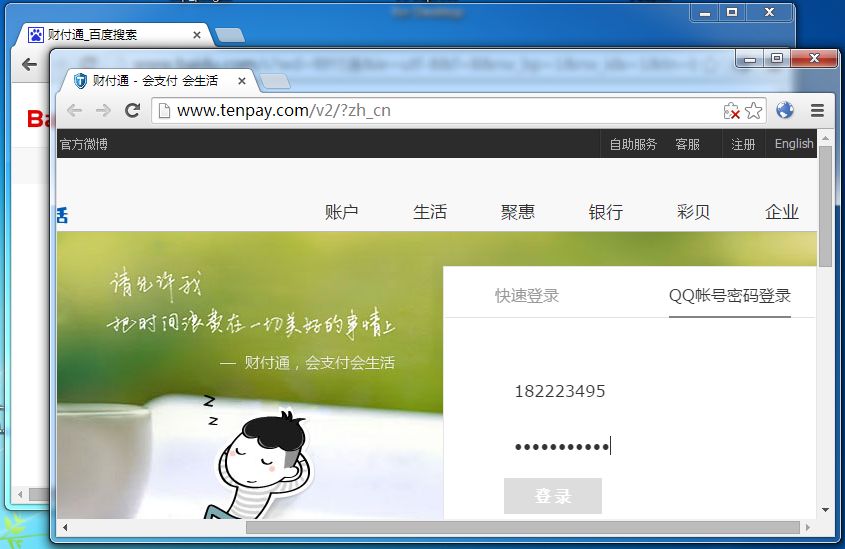 财付通_百度搜索
Ba
财付通 - 会支付 会生活
www.tenpay.com/v2/?zh_cn
官方微博 自助服务 客服 注册 English
活 账户 生活 聚惠 银行 彩贝 企业
请允许我
把时间浪费在一切美好的事情上
— 财付通，会支付会生活
快速登录 QQ帐号密码登录
182223495
•••••••••••
登录
z
z